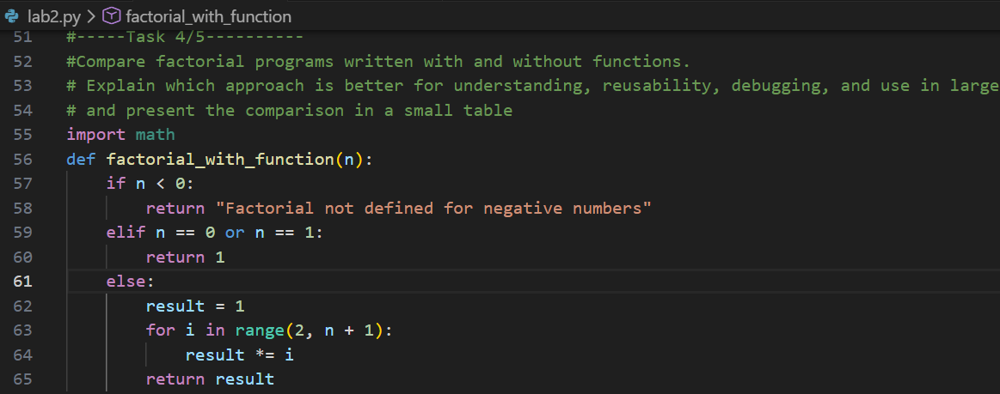 lab2.py > factorial_with_function
51 #-----Task 4/5----------
52 #Compare factorial programs written with and without functions.
53 # Explain which approach is better for understanding, reusability, debugging, and use in large
54 # and present the comparison in a small table
55 import math
56 def factorial_with_function(n):
57     if n < 0:
58         return "Factorial not defined for negative numbers"
59     elif n == 0 or n == 1:
60         return 1
61     else:
62         result = 1
63         for i in range(2, n + 1):
64             result *= i
65         return result